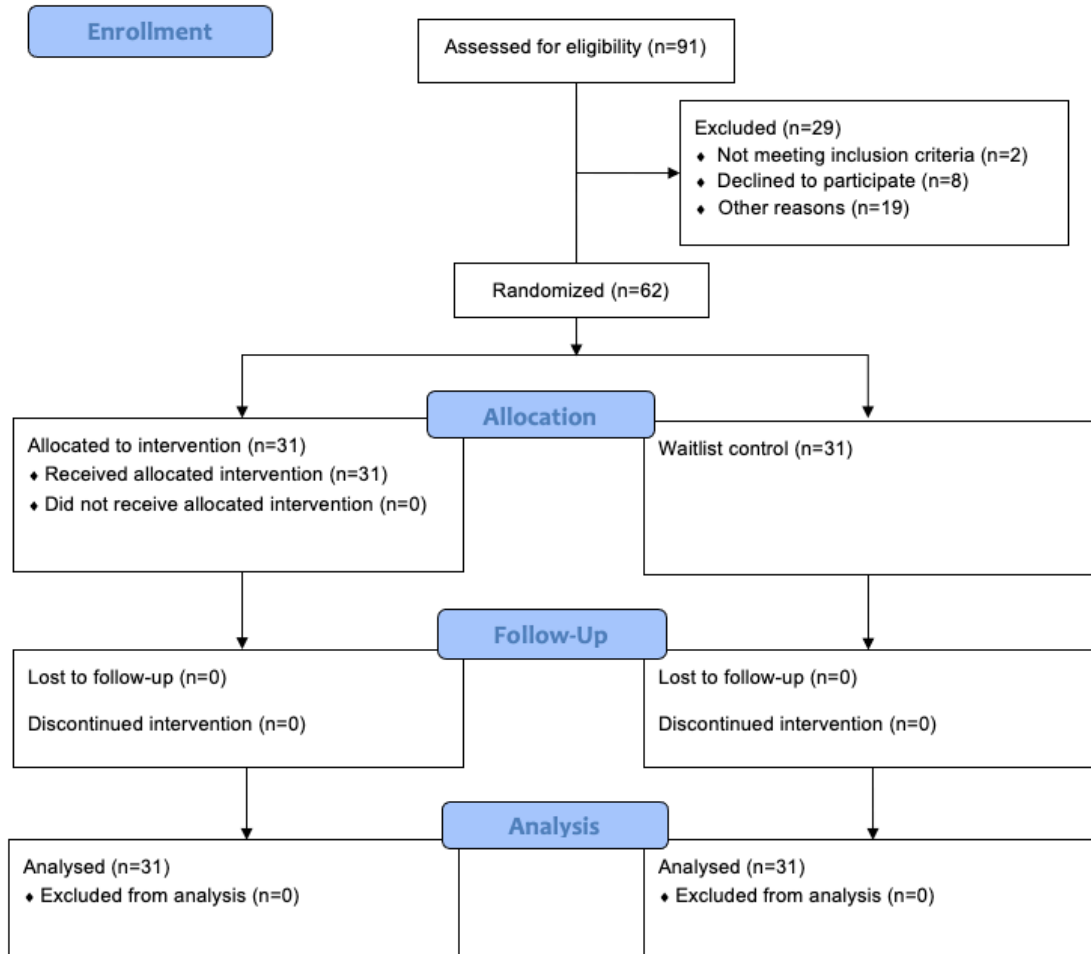 Enrollment
Assessed for eligibility (n=91)
Excluded (n=29)
♦ Not meeting inclusion criteria (n=2)
♦ Declined to participate (n=8)
♦ Other reasons (n=19)
Randomized (n=62)
Allocation
Allocated to intervention (n=31)
♦ Received allocated intervention (n=31)
♦ Did not receive allocated intervention (n=0)
Waitlist control (n=31)
Follow-Up
Lost to follow-up (n=0)
Discontinued intervention (n=0)
Lost to follow-up (n=0)
Discontinued intervention (n=0)
Analysis
Analysed (n=31)
♦ Excluded from analysis (n=0)
Analysed (n=31)
♦ Excluded from analysis (n=0)